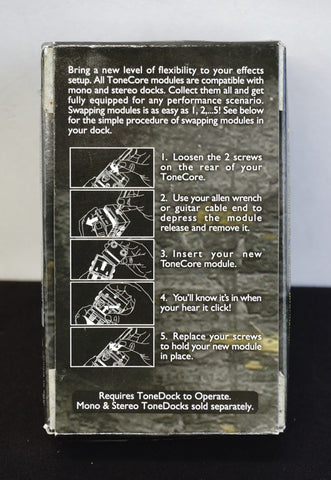 Bring a new level of flexibility to your effects
setup. All ToneCore modules are compatible with
mono and stereo docks. Collect them all and get
fully equipped for any performance scenario.
Swapping modules is as easy as 1, 2,...5! See below
for the simple procedure of swapping modules in
your dock.
1. Loosen the 2 screws
on the rear of your
ToneCore.
2. Use your allen wrench
or guitar cable end to
depress the module
release and remove it.
3. Insert your new
ToneCore module.
4. You'll know it's in when
your hear it click!
5. Replace your screws
to hold your new module
in place.
Requires ToneDock to Operate.
Mono & Stereo ToneDocks sold separately.